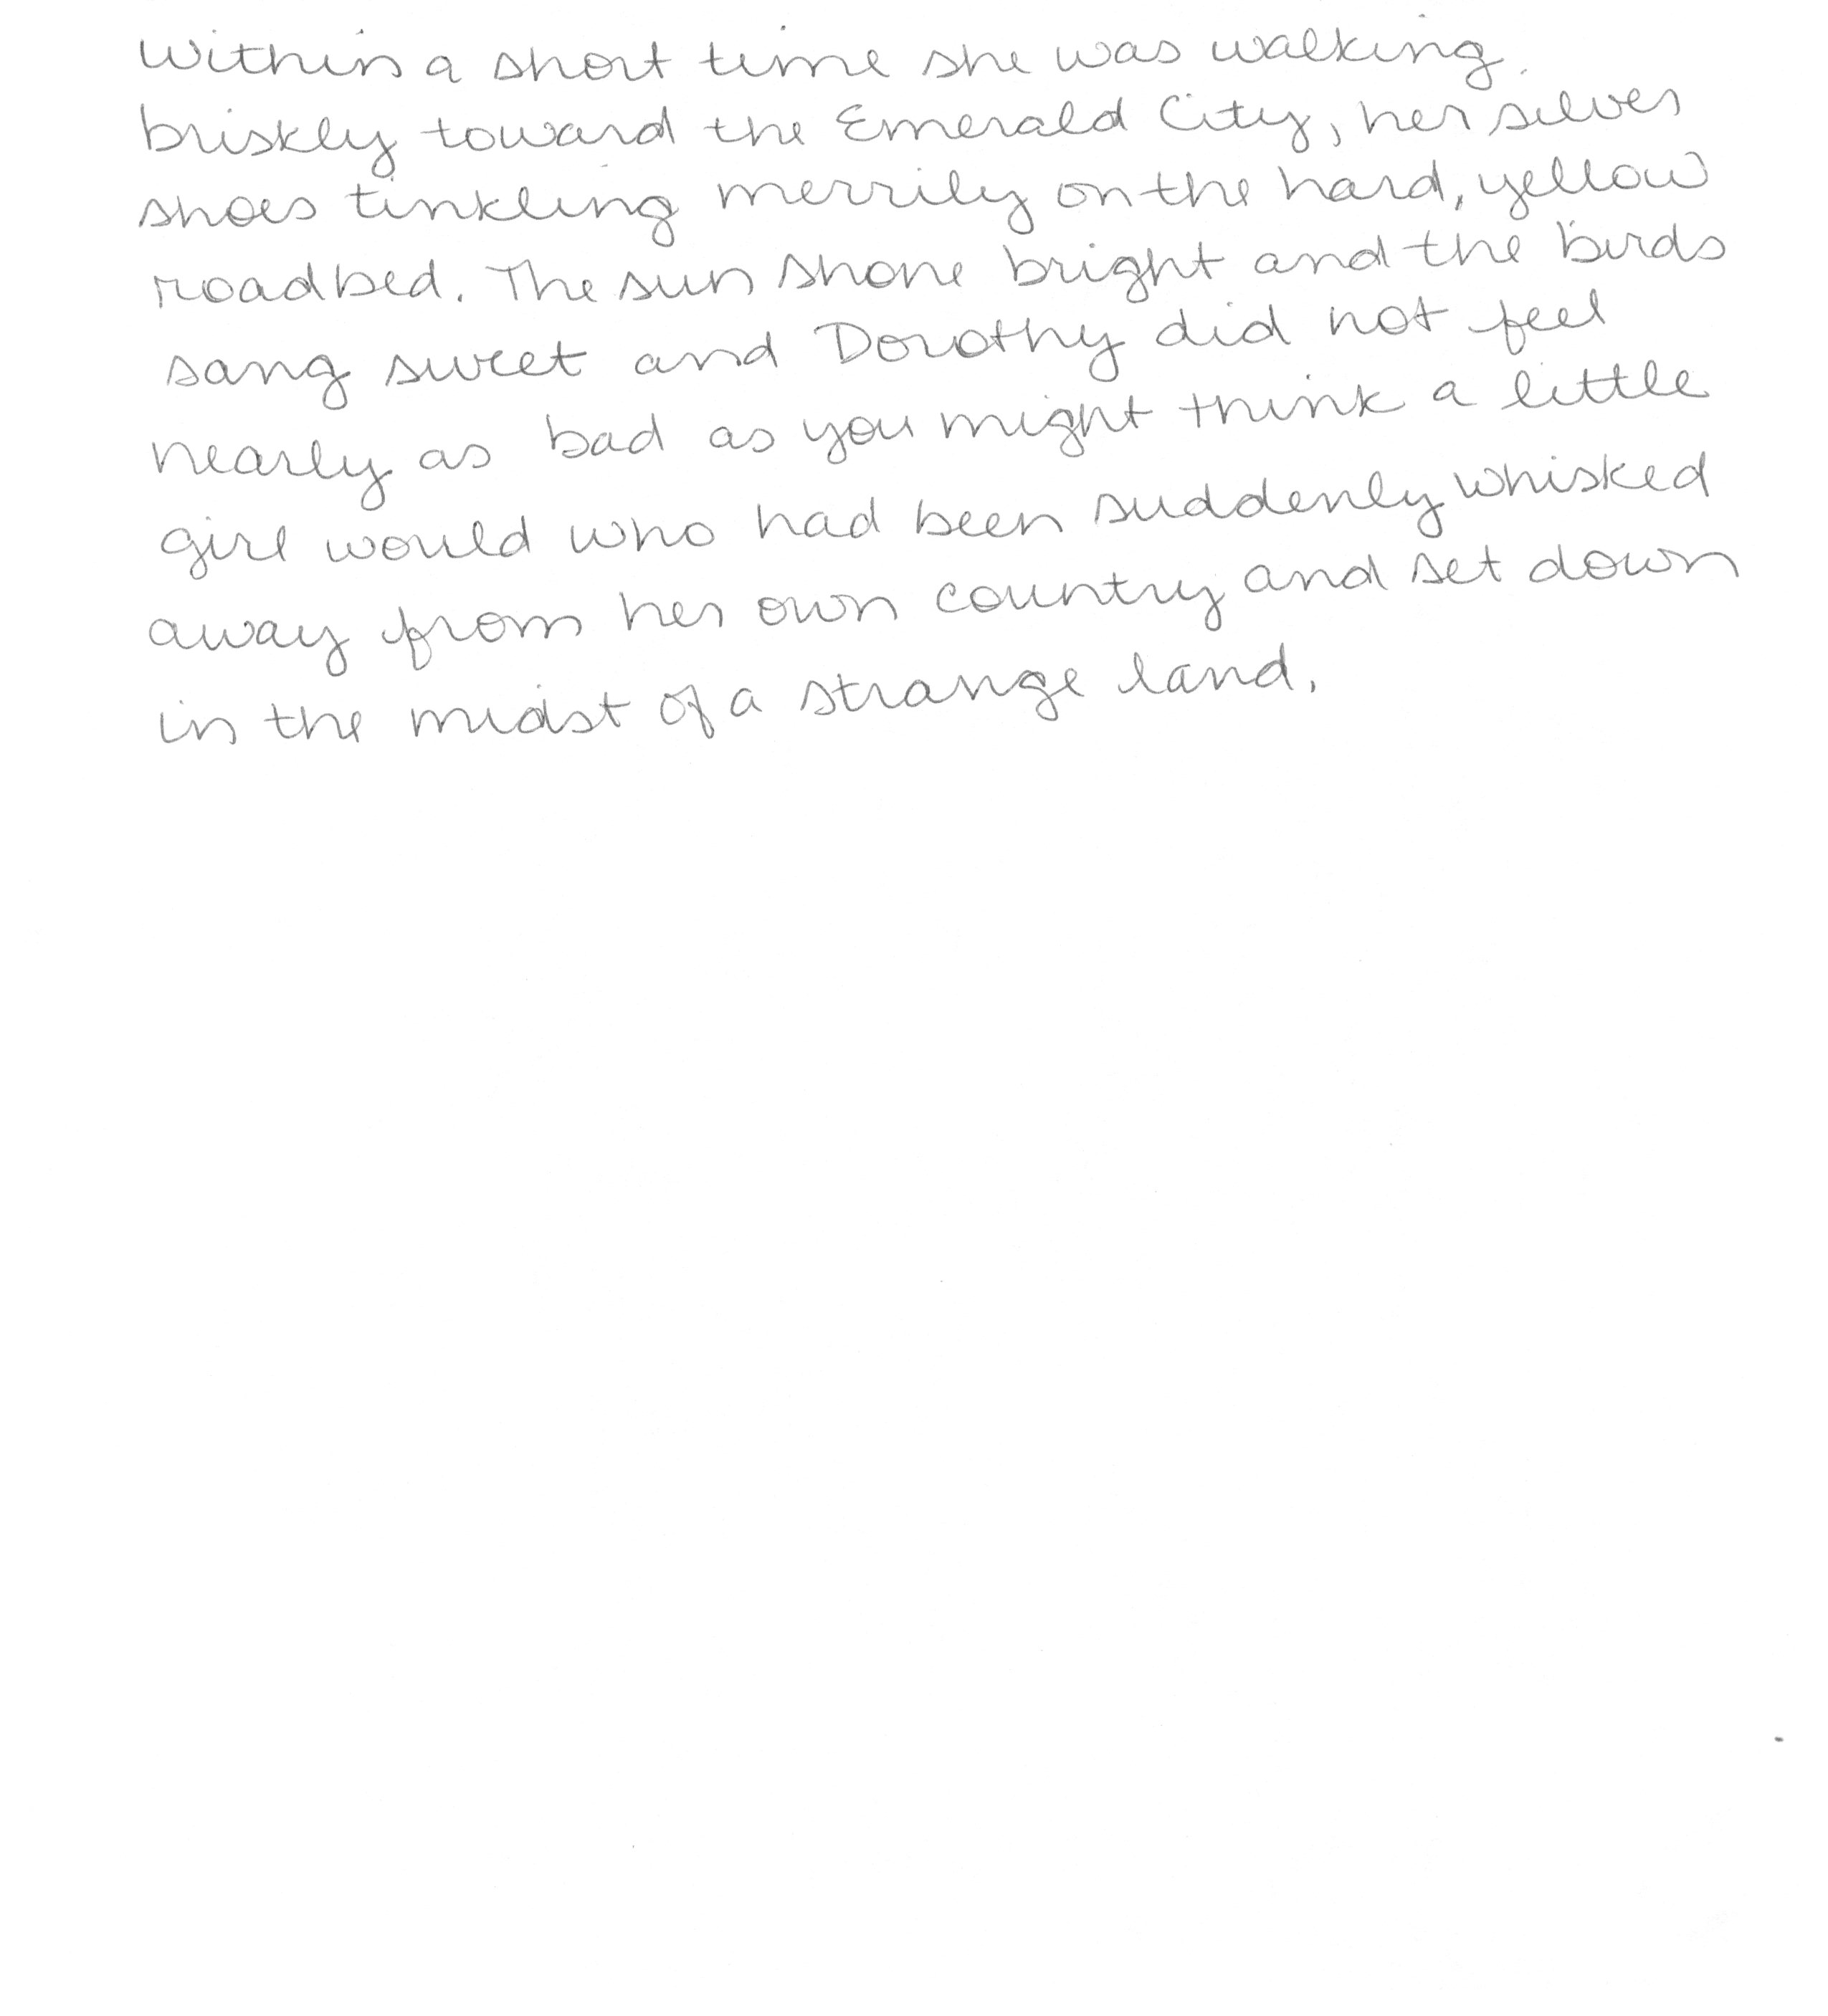 Within a short time she was walking
briskly toward the Emerald City, her silver
shoes tinkling merrily on the hard, yellow
roadbed. The sun shone bright and the birds
sang sweet and Dorothy did not feel
nearly as bad as you might think a little
girl would who had been suddenly whisked
away from her own country and set down
in the midst of a strange land.